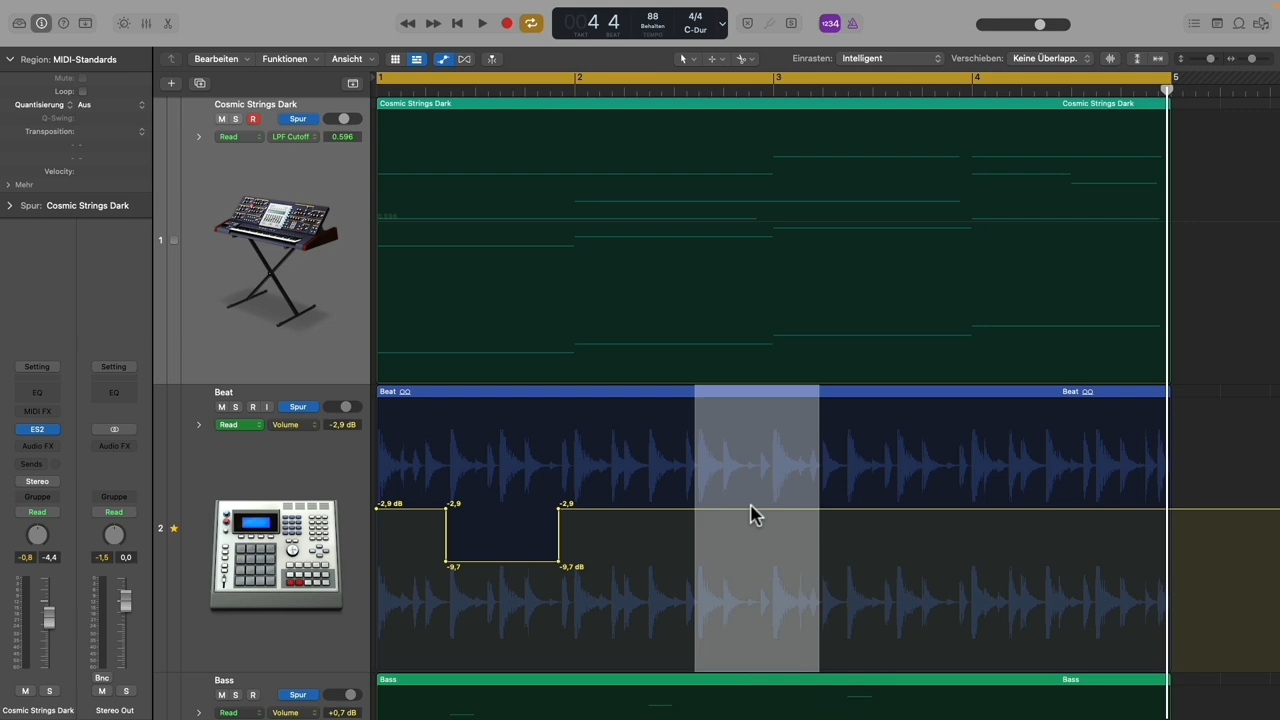 4 4
TAKT BEAT
88
Behalten
TEMPO
4/4
C-Dur
1234
Region: MIDI-Standards
Mute:
Loop:
Quantisierung Aus
Q-Swing:
Transposition:
Velocity:
Mehr
Spur: Cosmic Strings Dark
Bearbeiten Funktionen Ansicht
Einrasten: Intelligent Verschieben: Keine Überlapp.
1 2 3 4 5
1
Cosmic Strings Dark
M S R Spur
Read LPF Cutoff 0.596
Cosmic Strings Dark Cosmic Strings Dark
0.596
2
Beat
M S R I Spur
Read Volume -2,9 dB
Beat Beat
-2,9 dB -2,9 -2,9
-9,7 -9,7 dB
Bass
M S R Spur
Read Volume +0,7 dB
Bass Bass
Setting Setting
EQ EQ
MIDI FX
ES2
Audio FX Audio FX
Sends
Stereo
Gruppe Gruppe
Read Read
-0,8 -4,4 -1,5 0,0
Bnc
M S M S
Cosmic Strings Dark Stereo Out